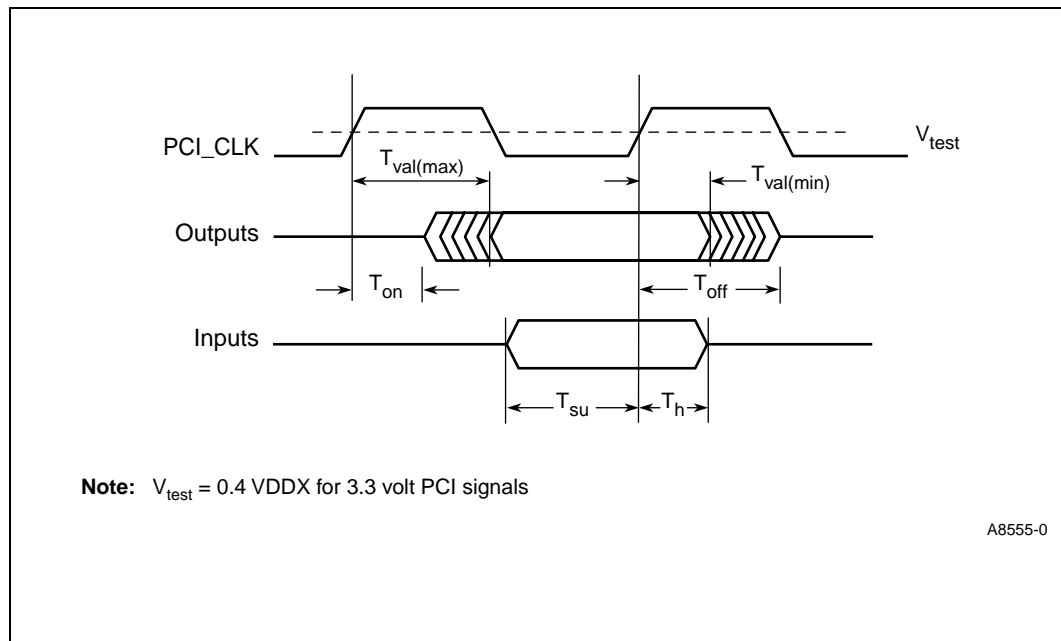 PCI_CLK
V_test
T_val(max)
T_val(min)
Outputs
T_on
T_off
Inputs
T_su
T_h
Note: V_test = 0.4 VDDX for 3.3 volt PCI signals
A8555-0